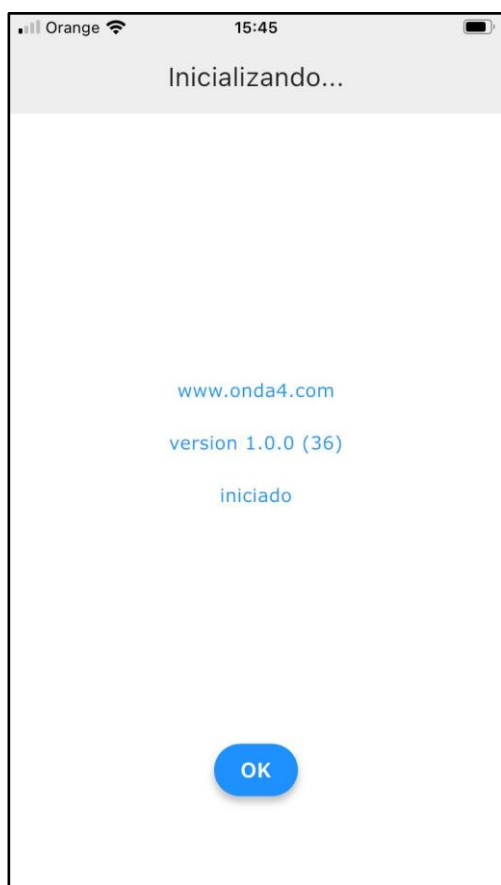 Orange 15:45
Inicializando...
www.onda4.com
version 1.0.0 (36)
iniciado
OK